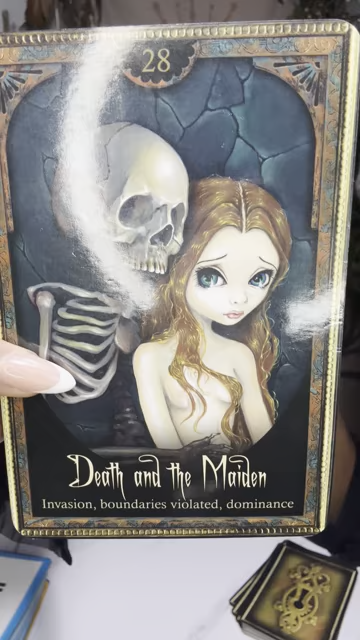 28
Death and the Maiden
Invasion, boundaries violated, dominance